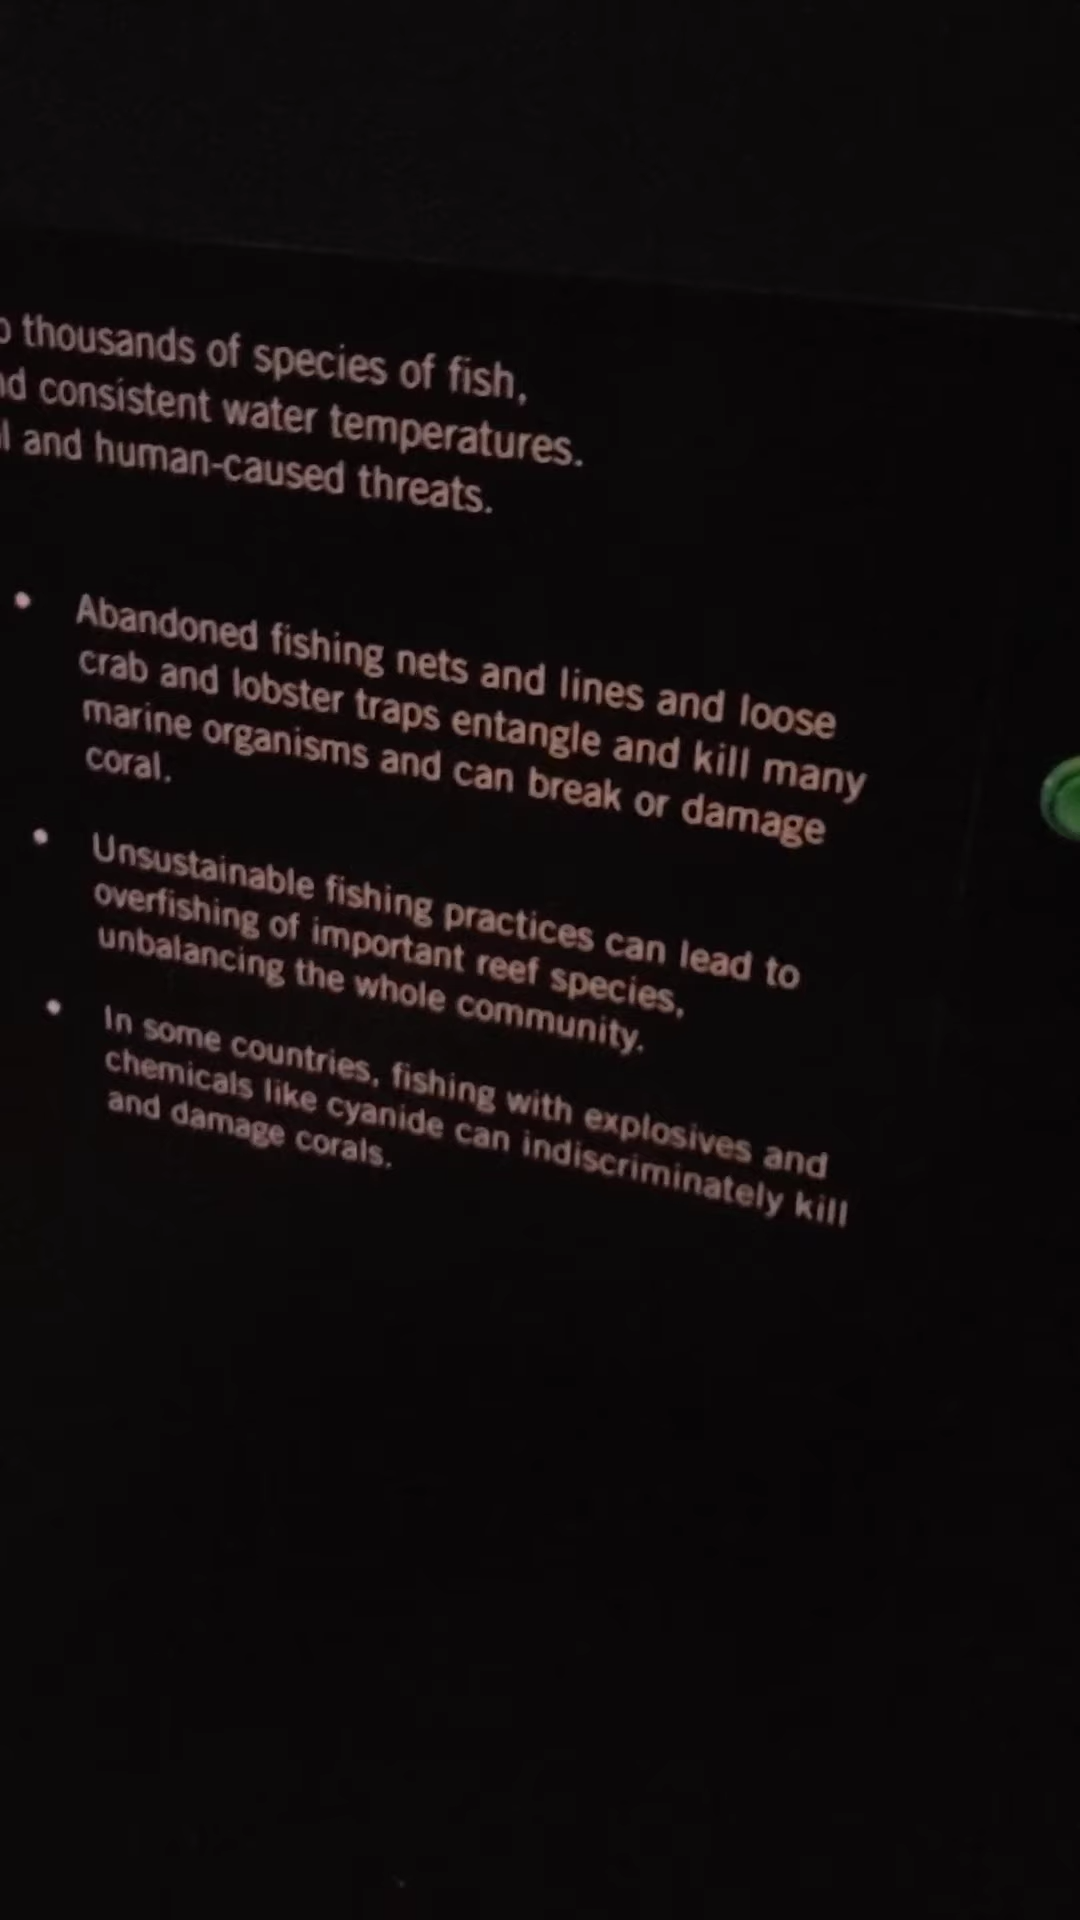 thousands of species of fish,
consistent water temperatures.
and human-caused threats.
• Abandoned fishing nets and lines and loose
crab and lobster traps entangle and kill many
marine organisms and can break or damage
coral.
• Unsustainable fishing practices can lead to
overfishing of important reef species,
unbalancing the whole community.
• In some countries, fishing with explosives and
chemicals like cyanide can indiscriminately kill
and damage corals.